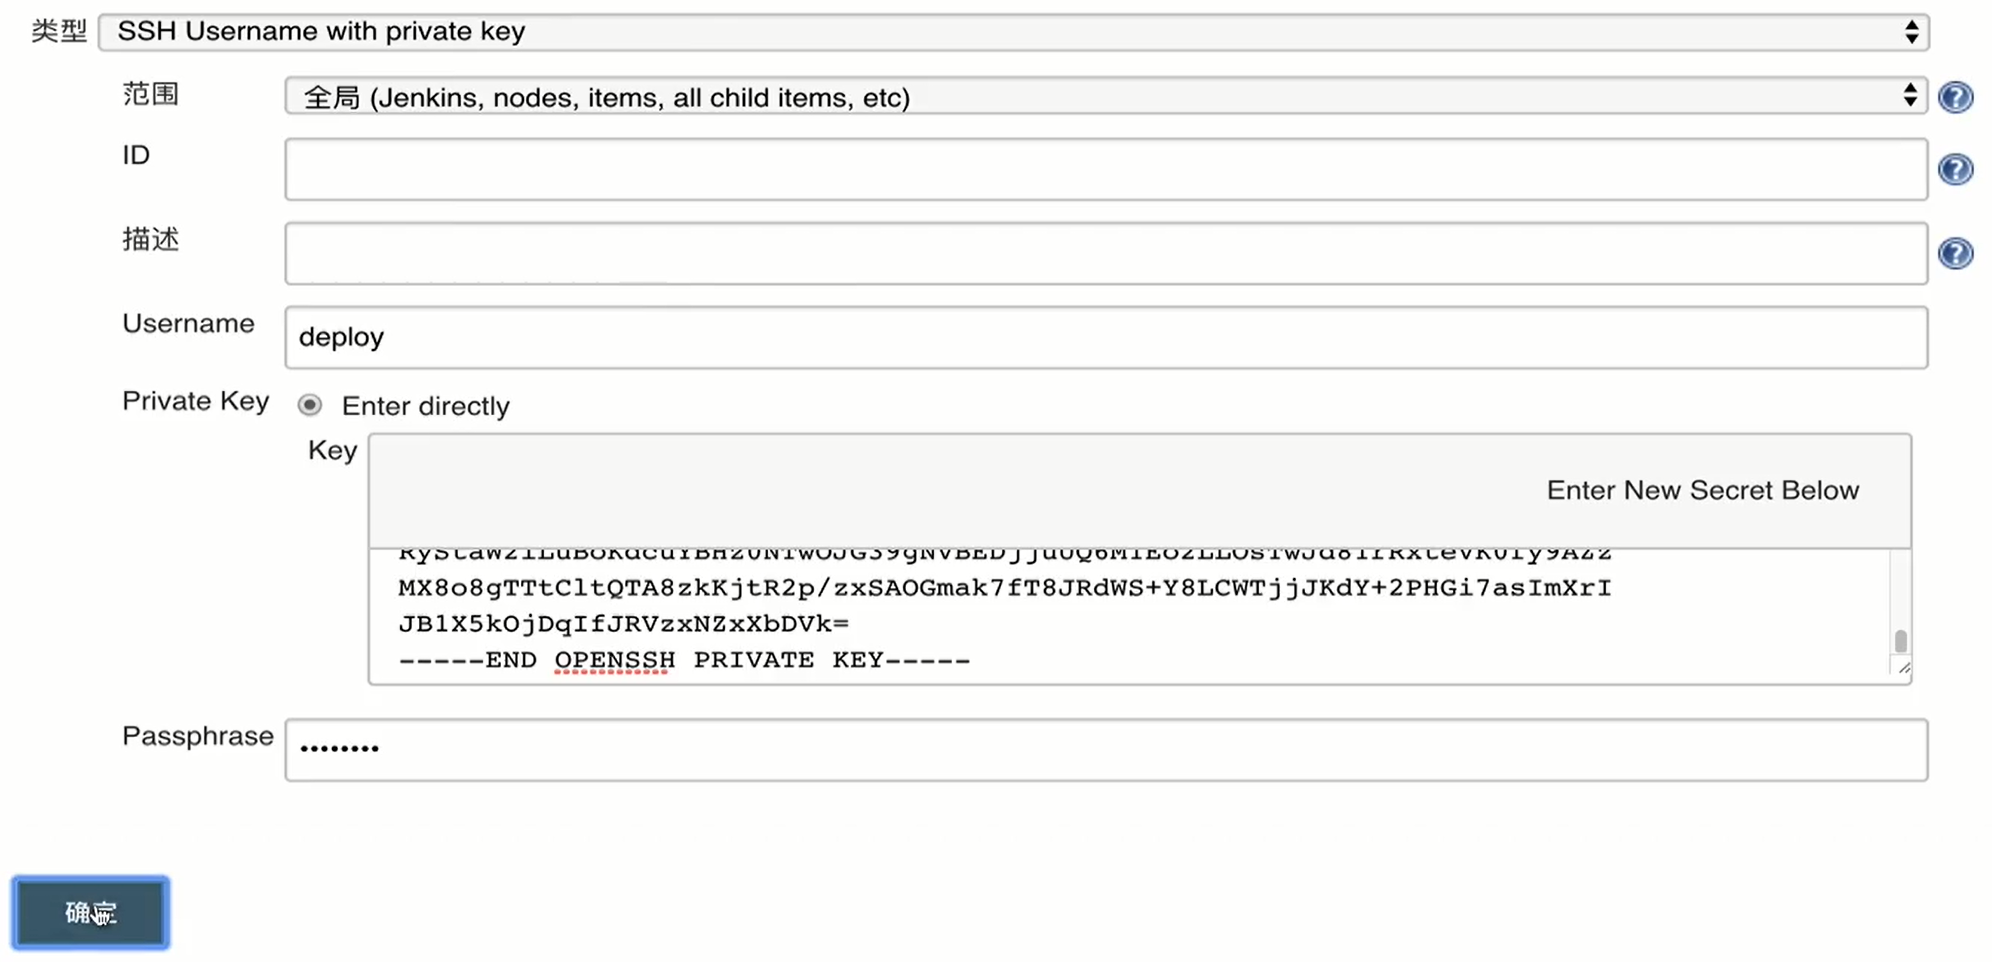 类型 SSH Username with private key
范围 全局 (Jenkins, nodes, items, all child items, etc)
ID
描述
Username deploy
Private Key Enter directly
Key
Enter New Secret Below
MX8o8gTTtCltQTA8zkKjtR2p/zxSAOGmak7fT8JRdWS+Y8LCWTjjJKdY+2PHGi7asImXrI
JB1X5kOjDqIfJRVzxNZxXbDVk=
-----END OPENSSH PRIVATE KEY-----
Passphrase ••••••••
确定